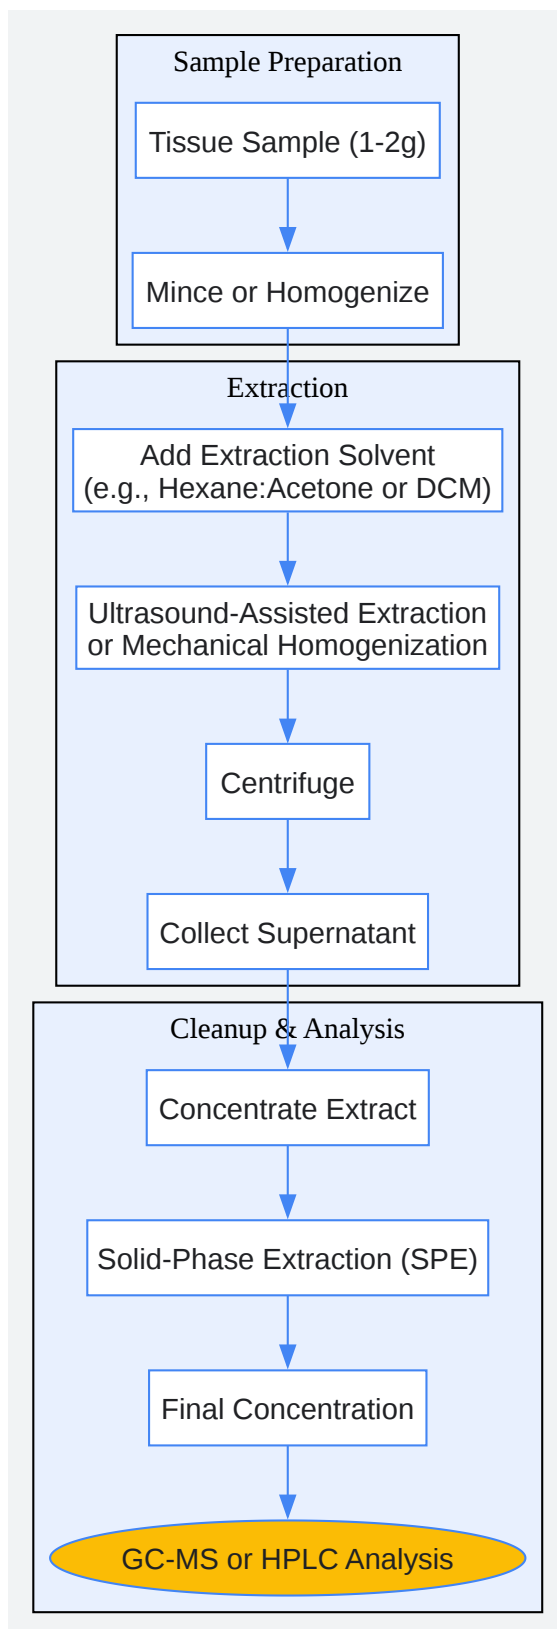 Sample Preparation
Tissue Sample (1-2g)
Mince or Homogenize
Extraction
Add Extraction Solvent
(e.g., Hexane:Acetone or DCM)
Ultrasound-Assisted Extraction
or Mechanical Homogenization
Centrifuge
Collect Supernatant
Cleanup & Analysis
Concentrate Extract
Solid-Phase Extraction (SPE)
Final Concentration
GC-MS or HPLC Analysis